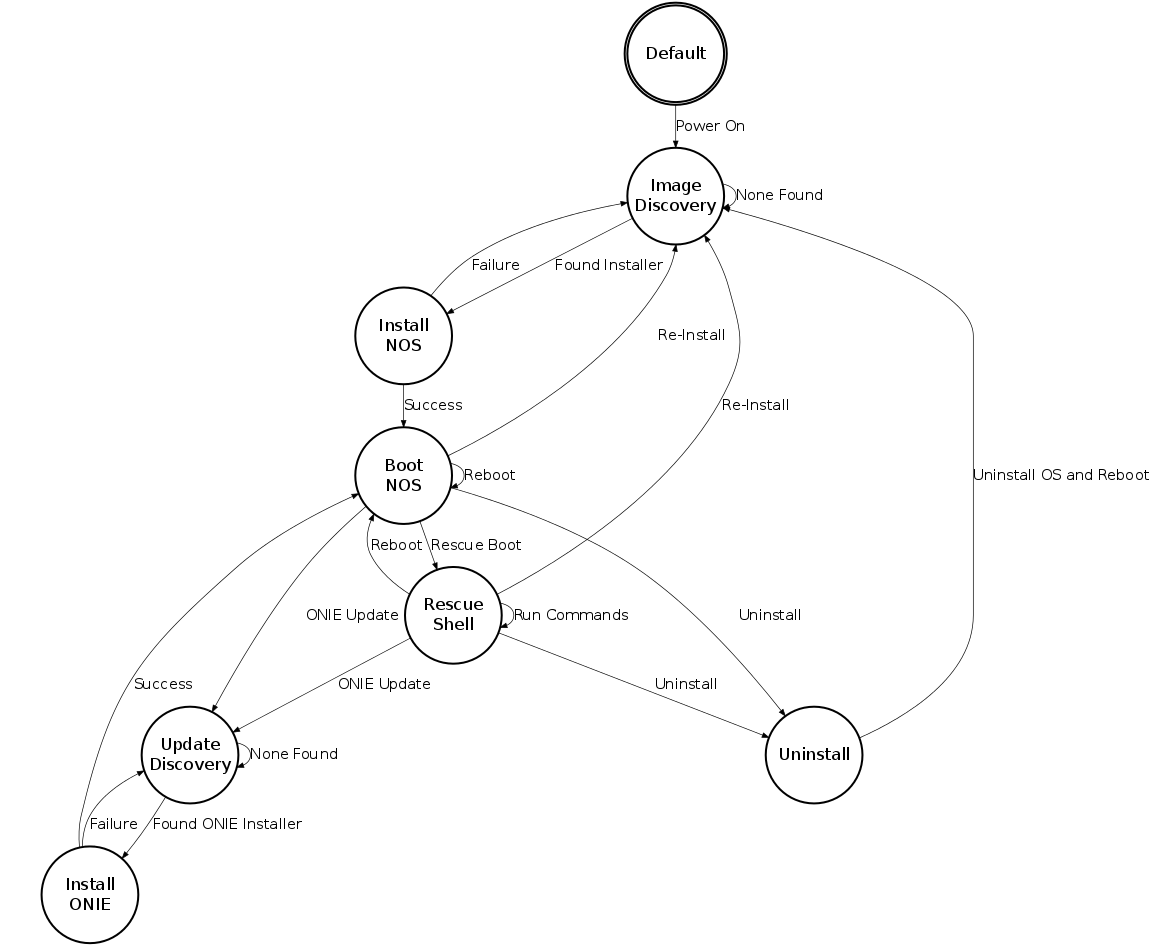 Default
Power On
Image
Discovery
None Found
Failure
Found Installer
Install
NOS
Re-Install
Success
Re-Install
Boot
NOS
Reboot
Uninstall OS and Reboot
Reboot
Rescue Boot
Rescue
Shell
ONIE Update
Run Commands
Uninstall
Success
ONIE Update
Uninstall
Update
Discovery
None Found
Uninstall
Failure
Found ONIE Installer
Install
ONIE